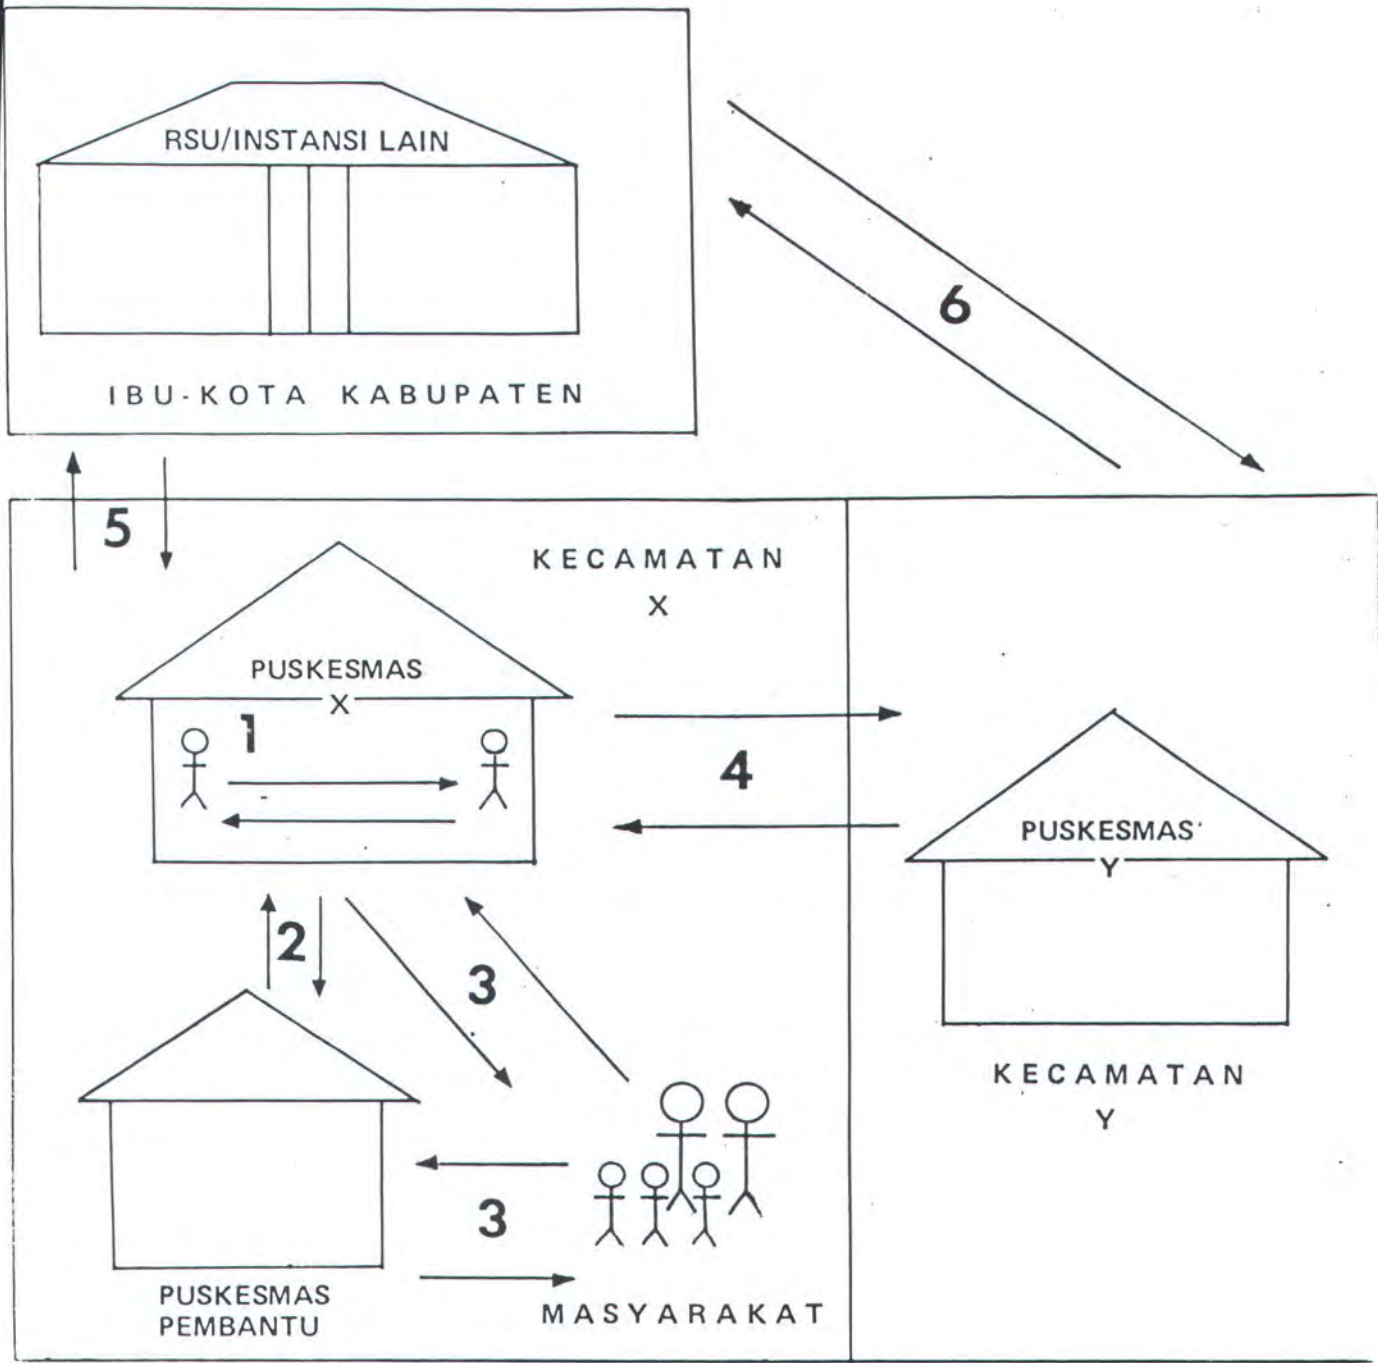 RSU/INSTANSI LAIN
IBU-KOTA KABUPATEN
6
5
KECAMATAN
X
PUSKESMAS
X
1
4
PUSKESMAS
Y
2
3
KECAMATAN
Y
3
PUSKESMAS
PEMBANTU
MASYARAKAT